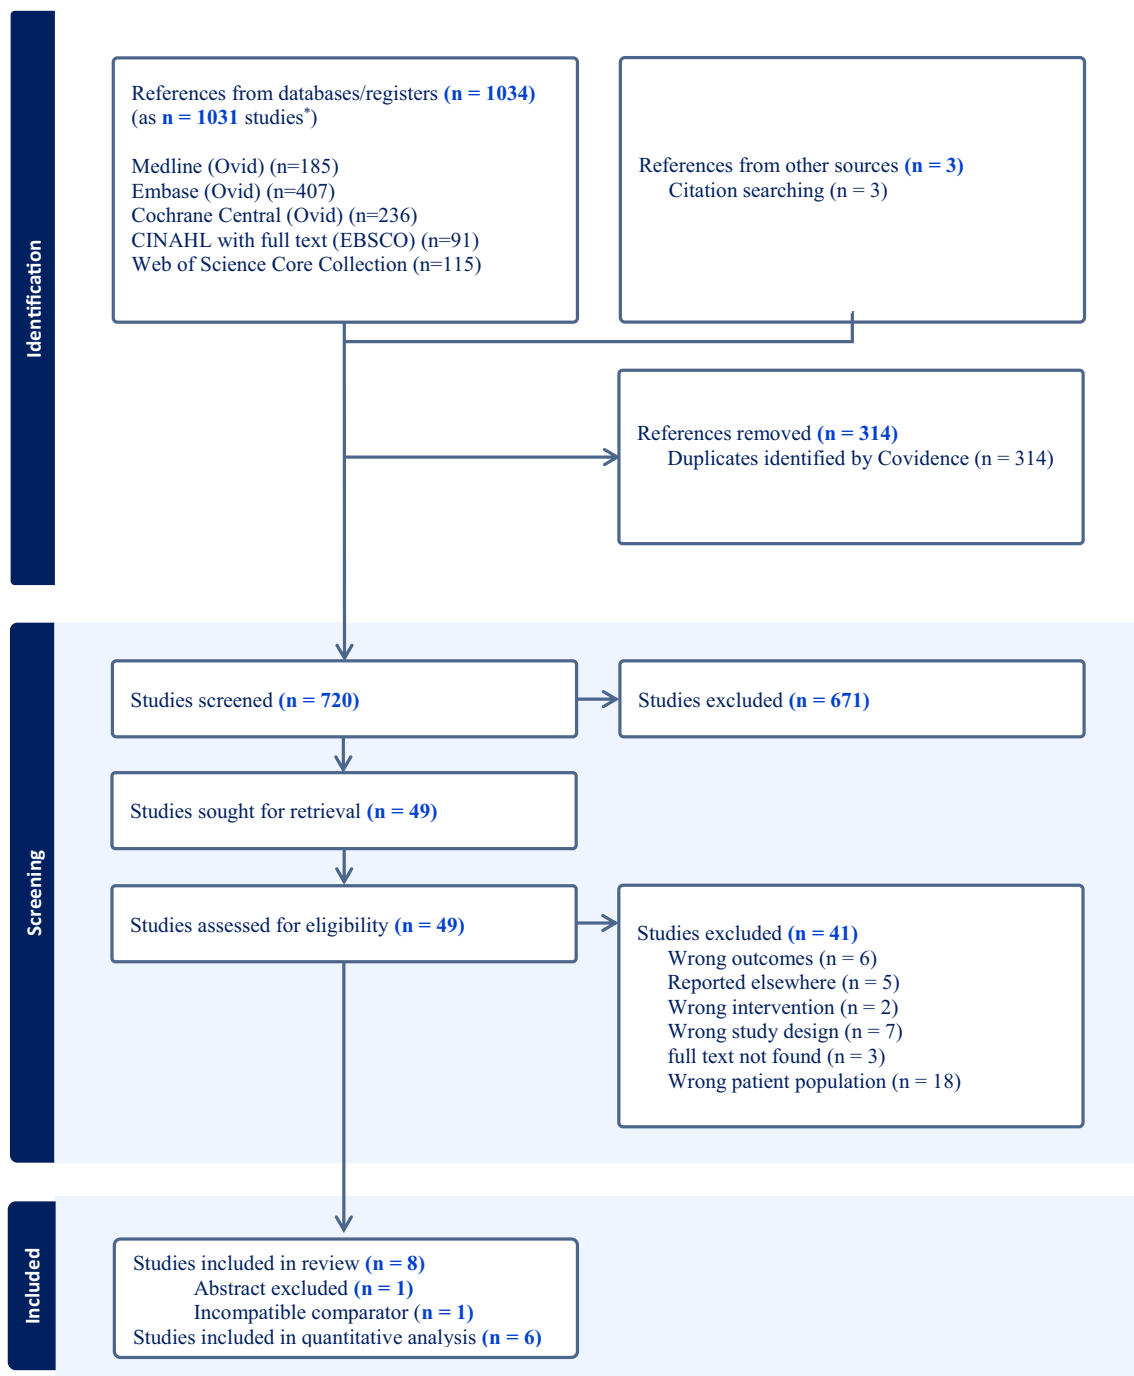 Identification
References from databases/registers (n = 1034)
(as n = 1031 studies*)
Medline (Ovid) (n=185)
Embase (Ovid) (n=407)
Cochrane Central (Ovid) (n=236)
CINAHL with full text (EBSCO) (n=91)
Web of Science Core Collection (n=115)
References from other sources (n = 3)
Citation searching (n = 3)
References removed (n = 314)
Duplicates identified by Covidence (n = 314)
Screening
Studies screened (n = 720)
Studies excluded (n = 671)
Studies sought for retrieval (n = 49)
Studies assessed for eligibility (n = 49)
Studies excluded (n = 41)
Wrong outcomes (n = 6)
Reported elsewhere (n = 5)
Wrong intervention (n = 2)
Wrong study design (n = 7)
full text not found (n = 3)
Wrong patient population (n = 18)
Included
Studies included in review (n = 8)
Abstract excluded (n = 1)
Incompatible comparator (n = 1)
Studies included in quantitative analysis (n = 6)